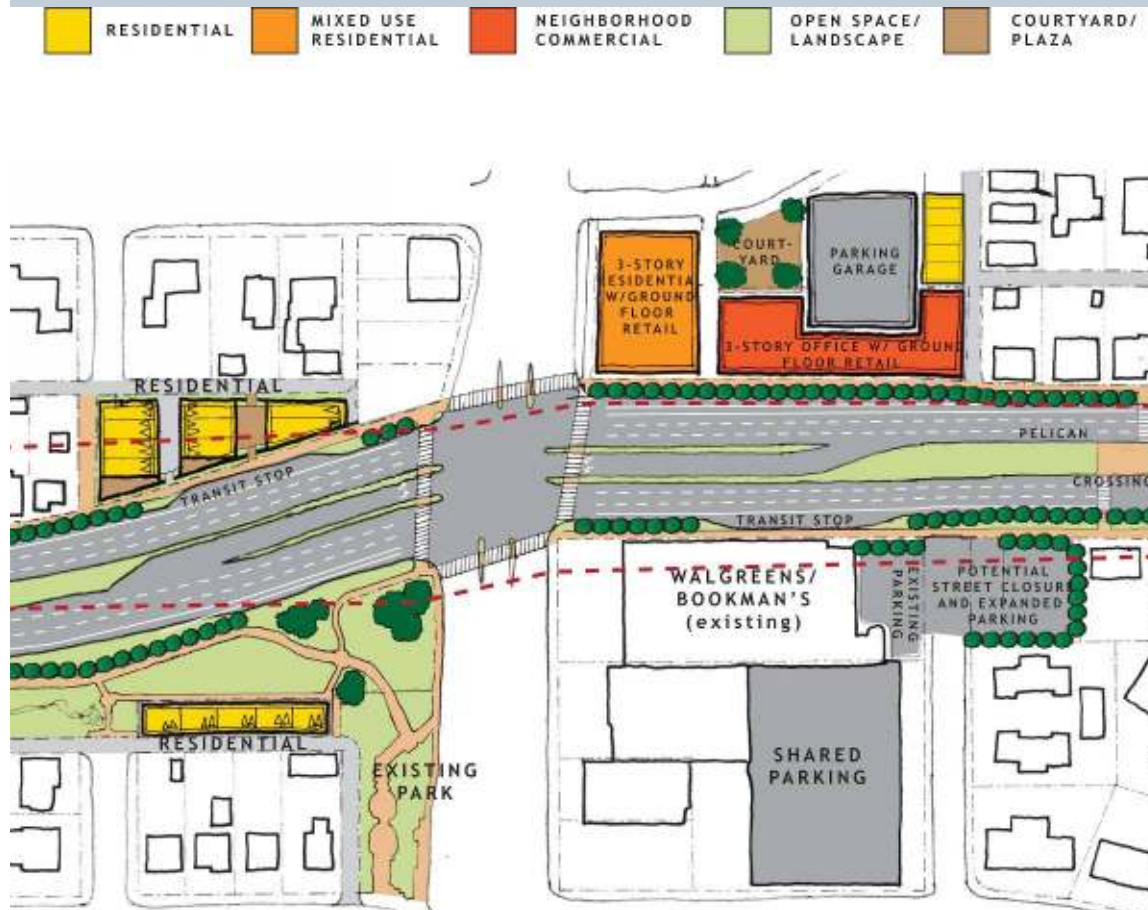 RESIDENTIAL
MIXED USE
RESIDENTIAL
NEIGHBORHOOD
COMMERCIAL
OPEN SPACE/
LANDSCAPE
COURTYARD/
PLAZA
COURT-
YARD
PARKING
GARAGE
3-STORY
RESIDENTIA
W/GROUND
FLOOR
RETAIL
3-STORY OFFICE W/ GROUND
FLOOR RETAIL
RESIDENTIAL
PELICAN
CROSSING
TRANSIT STOP
TRANSIT STOP
WALGREENS/
BOOKMAN'S
(existing)
EXISTING
PARKING
POTENTIAL
STREET CLOSURE
AND EXPANDED
PARKING
RESIDENTIAL
EXISTING
PARK
SHARED
PARKING